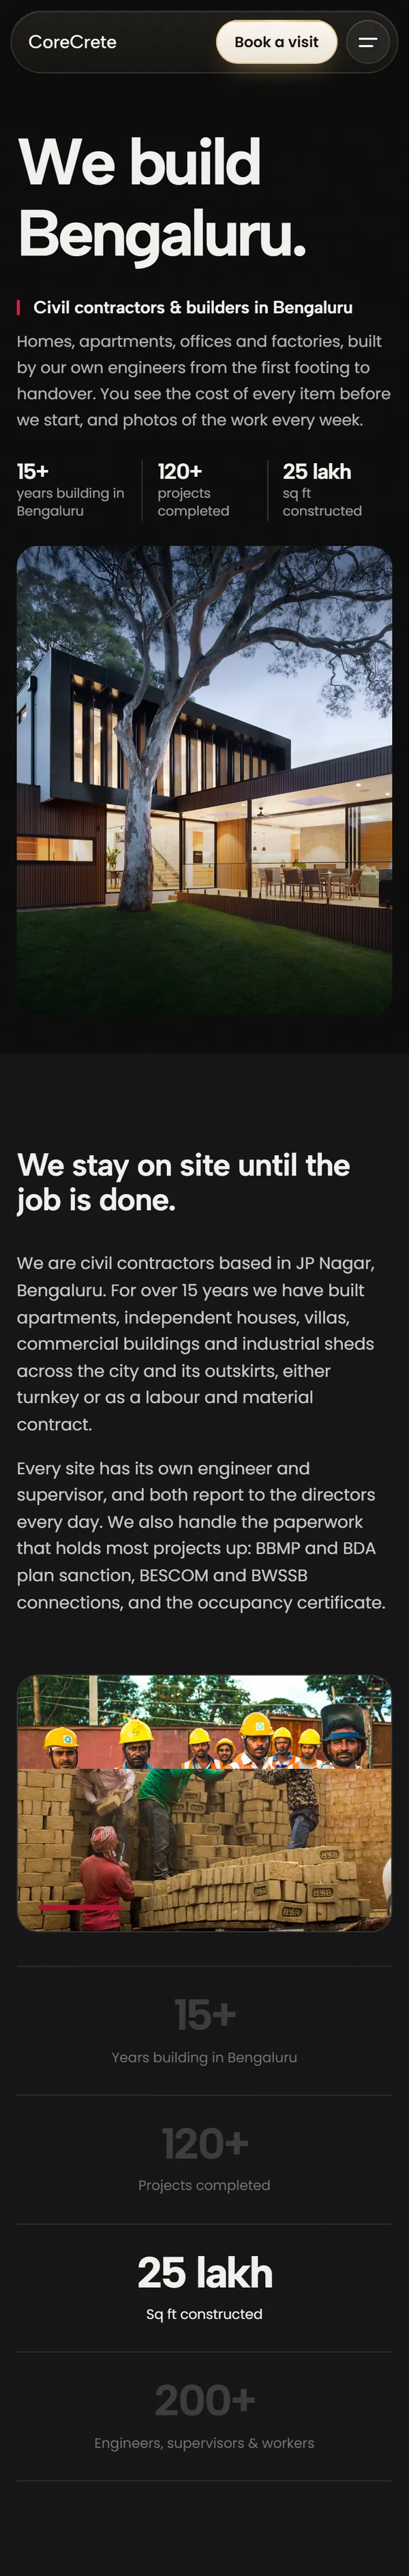 CoreCrete
Book a visit
We build
Bengaluru.
Civil contractors & builders in Bengaluru
Homes, apartments, offices and factories, built
by our own engineers from the first footing to
handover. You see the cost of every item before
we start, and photos of the work every week.
15+
years building in
Bengaluru
120+
projects
completed
25 lakh
sq ft
constructed
We stay on site until the
job is done.
We are civil contractors based in JP Nagar,
Bengaluru. For over 15 years we have built
apartments, independent houses, villas,
commercial buildings and industrial sheds
across the city and its outskirts, either
turnkey or as a labour and material
contract.
Every site has its own engineer and
supervisor, and both report to the directors
every day. We also handle the paperwork
that holds most projects up: BBMP and BDA
plan sanction, BESCOM and BWSSB
connections, and the occupancy certificate.
15+
Years building in Bengaluru
120+
Projects completed
25 lakh
Sq ft constructed
200+
Engineers, supervisors & workers